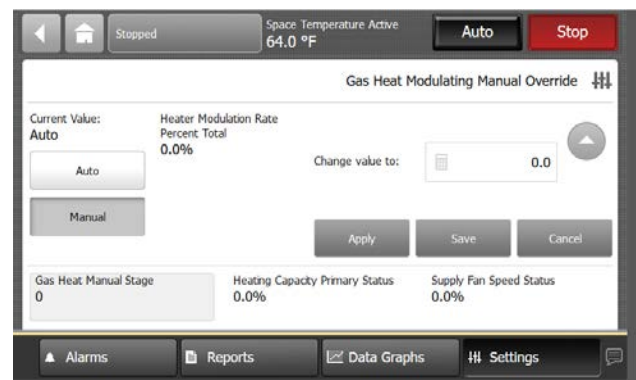 Stopped
Space Temperature Active
64.0 °F
Auto
Stop
Gas Heat Modulating Manual Override
Current Value:
Auto
Heater Modulation Rate
Percent Total
0.0%
Auto
Manual
Change value to:
0.0
Apply
Save
Cancel
Gas Heat Manual Stage
0
Heating Capacity Primary Status
0.0%
Supply Fan Speed Status
0.0%
Alarms
Reports
Data Graphs
Settings